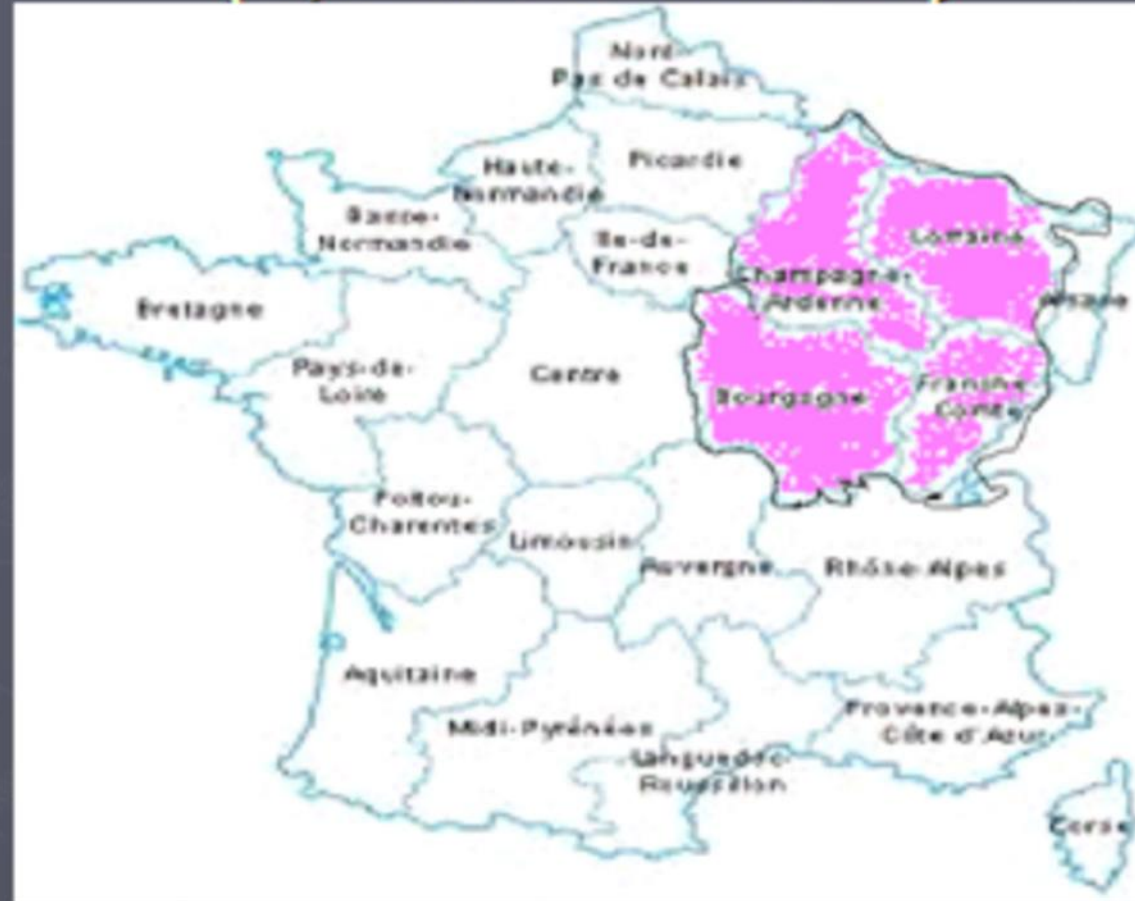 Nord-
Pas de Calais
Picardie
Haute-
Normandie
Basse-
Normandie
Ile-de-
France
Lorraine
Champagne-
Ardenne
Alsace
Bretagne
Pays-de-
Loire
Centre
Bourgogne
Franche-
Comté
Poitou-
Charentes
Limousin
Auvergne
Rhône-Alpes
Aquitaine
Midi-Pyrénées
Languedoc-
Roussillon
Provence-Alpes-
Côte d'Azur
Corse